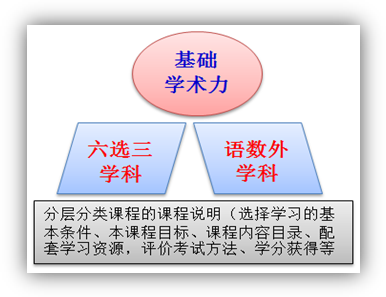 基础
学术力
六选三
学科
语数外
学科
分层分类课程的课程说明（选择学习的基
本条件、本课程目标、课程内容目录、配
套学习资源，评价考试方法、学分获得等